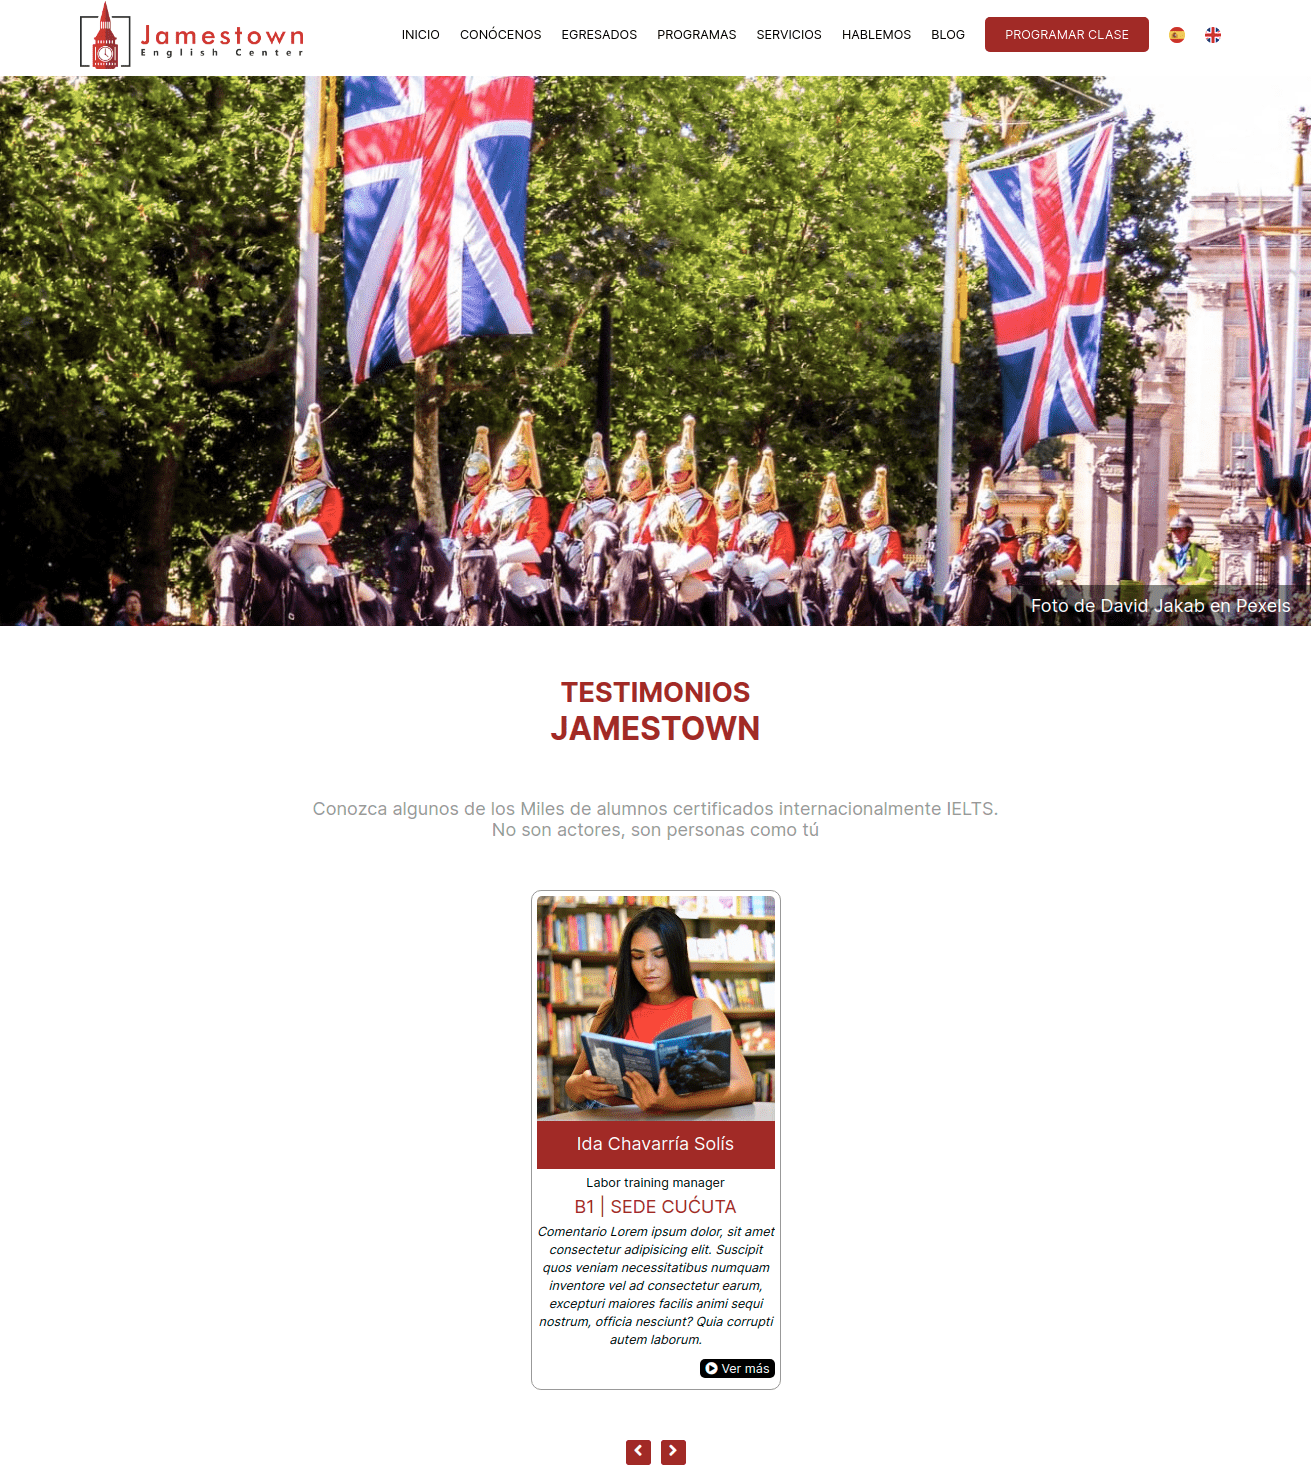 Jamestown
English Center
INICIO CONÓCENOS EGRESADOS PROGRAMAS SERVICIOS HABLEMOS BLOG PROGRAMAR CLASE
Foto de David Jakab en Pexels
TESTIMONIOS
JAMESTOWN
Conozca algunos de los Miles de alumnos certificados internacionalmente IELTS.
No son actores, son personas como tú
Ida Chavarría Solís
Labor training manager
B1 | SEDE CUĆUTA
Comentario Lorem ipsum dolor, sit amet
consectetur adipisicing elit. Suscipit
quos veniam necessitatibus numquam
inventore vel ad consectetur earum,
excepturi maiores facilis animi sequi
nostrum, officia nesciunt? Quia corrupti
autem laborum.
Ver más